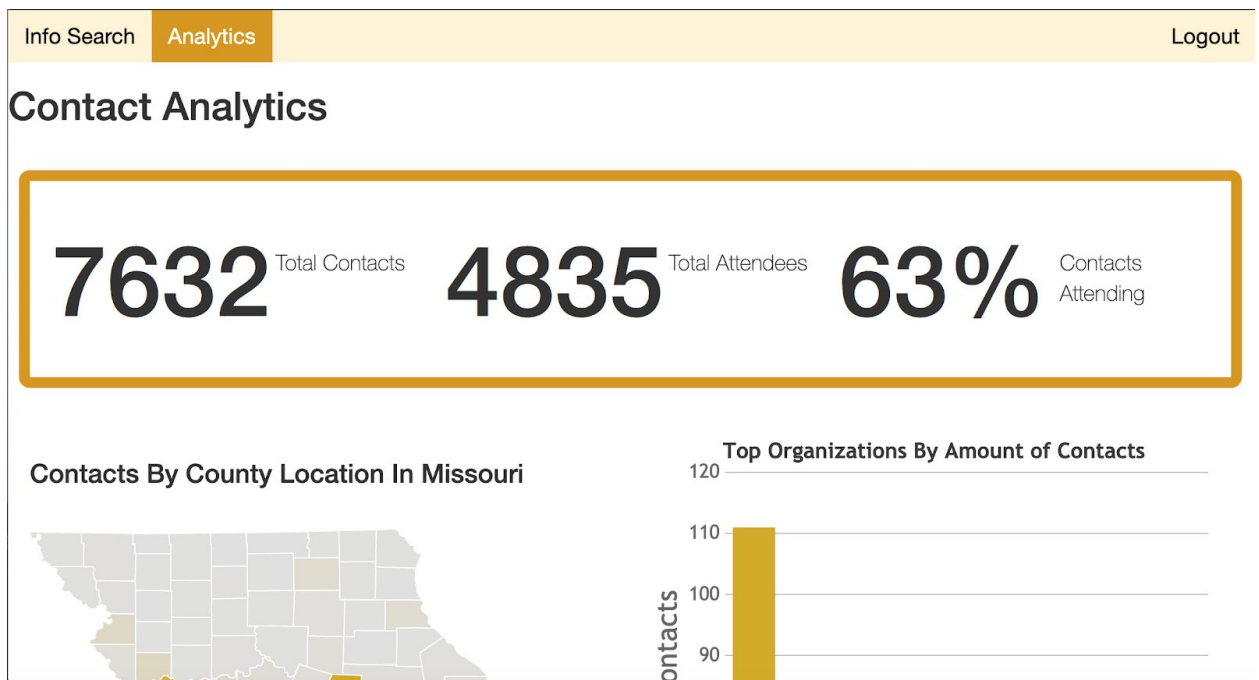 Info Search Analytics Logout
Contact Analytics
7632 Total Contacts 4835 Total Attendees 63% Contacts
Attending
Contacts By County Location In Missouri
Top Organizations By Amount of Contacts
120
110
100
90